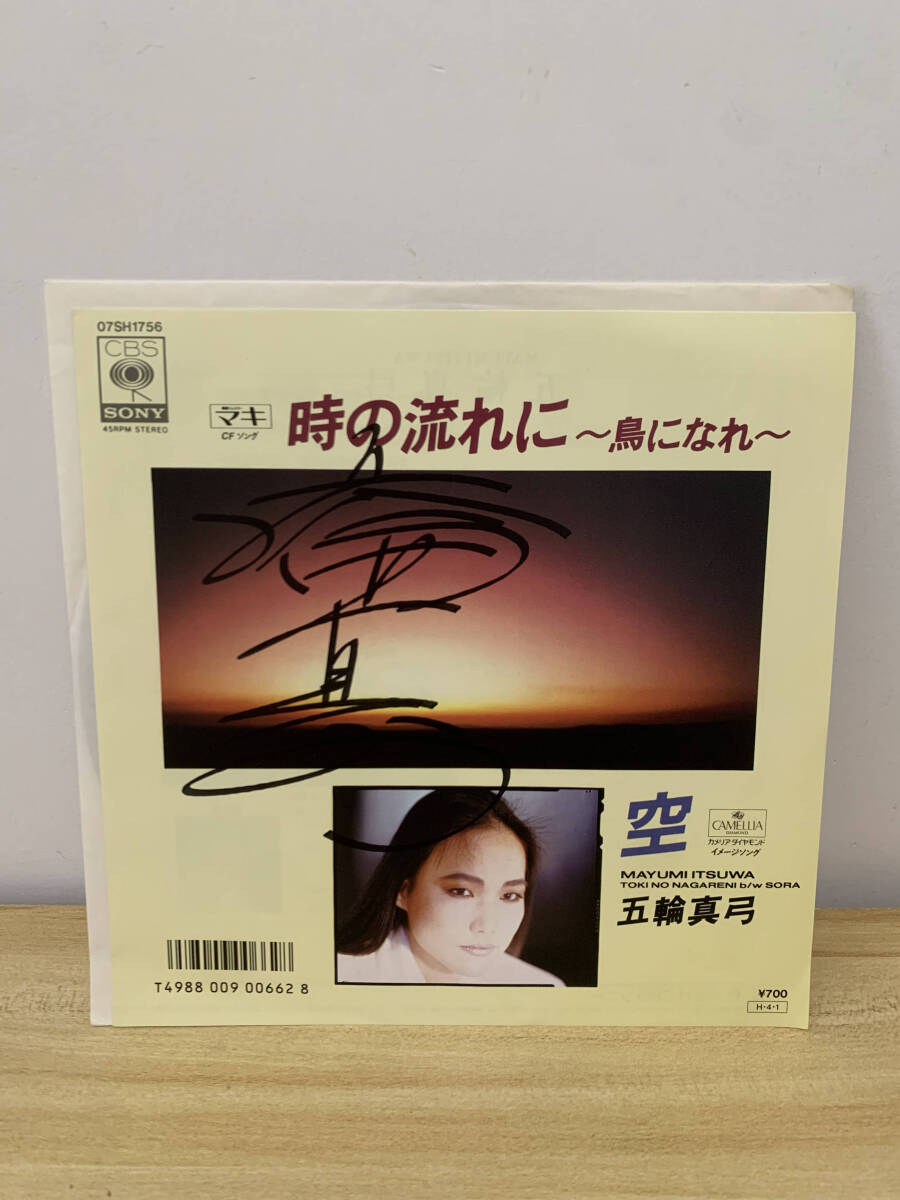 07SH1756
CBS
SONY
45RPM STEREO
マキ
CFソング
時の流れに～鳥になれ～
空
CAMELLIA
DIAMOND
カメリアダイヤモンド
イメージソング
MAYUMI ITSUWA
TOKI NO NAGARENI b/w SORA
五輪真弓
T4988 009 00662 8
¥700
H・4・1